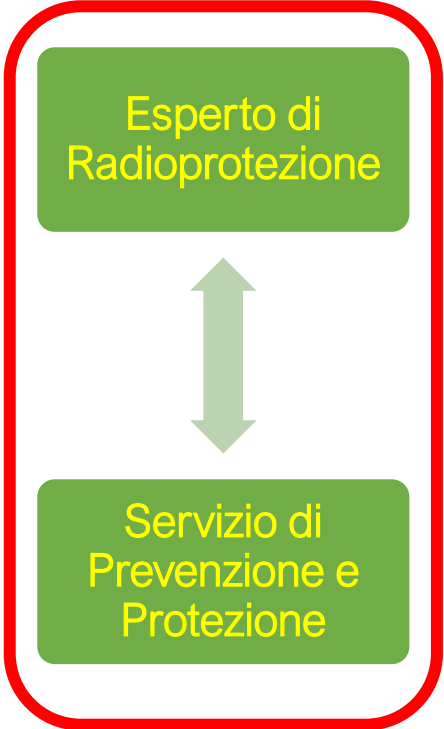 Esperto di
Radioprotezione
Servizio di
Prevenzione e
Protezione